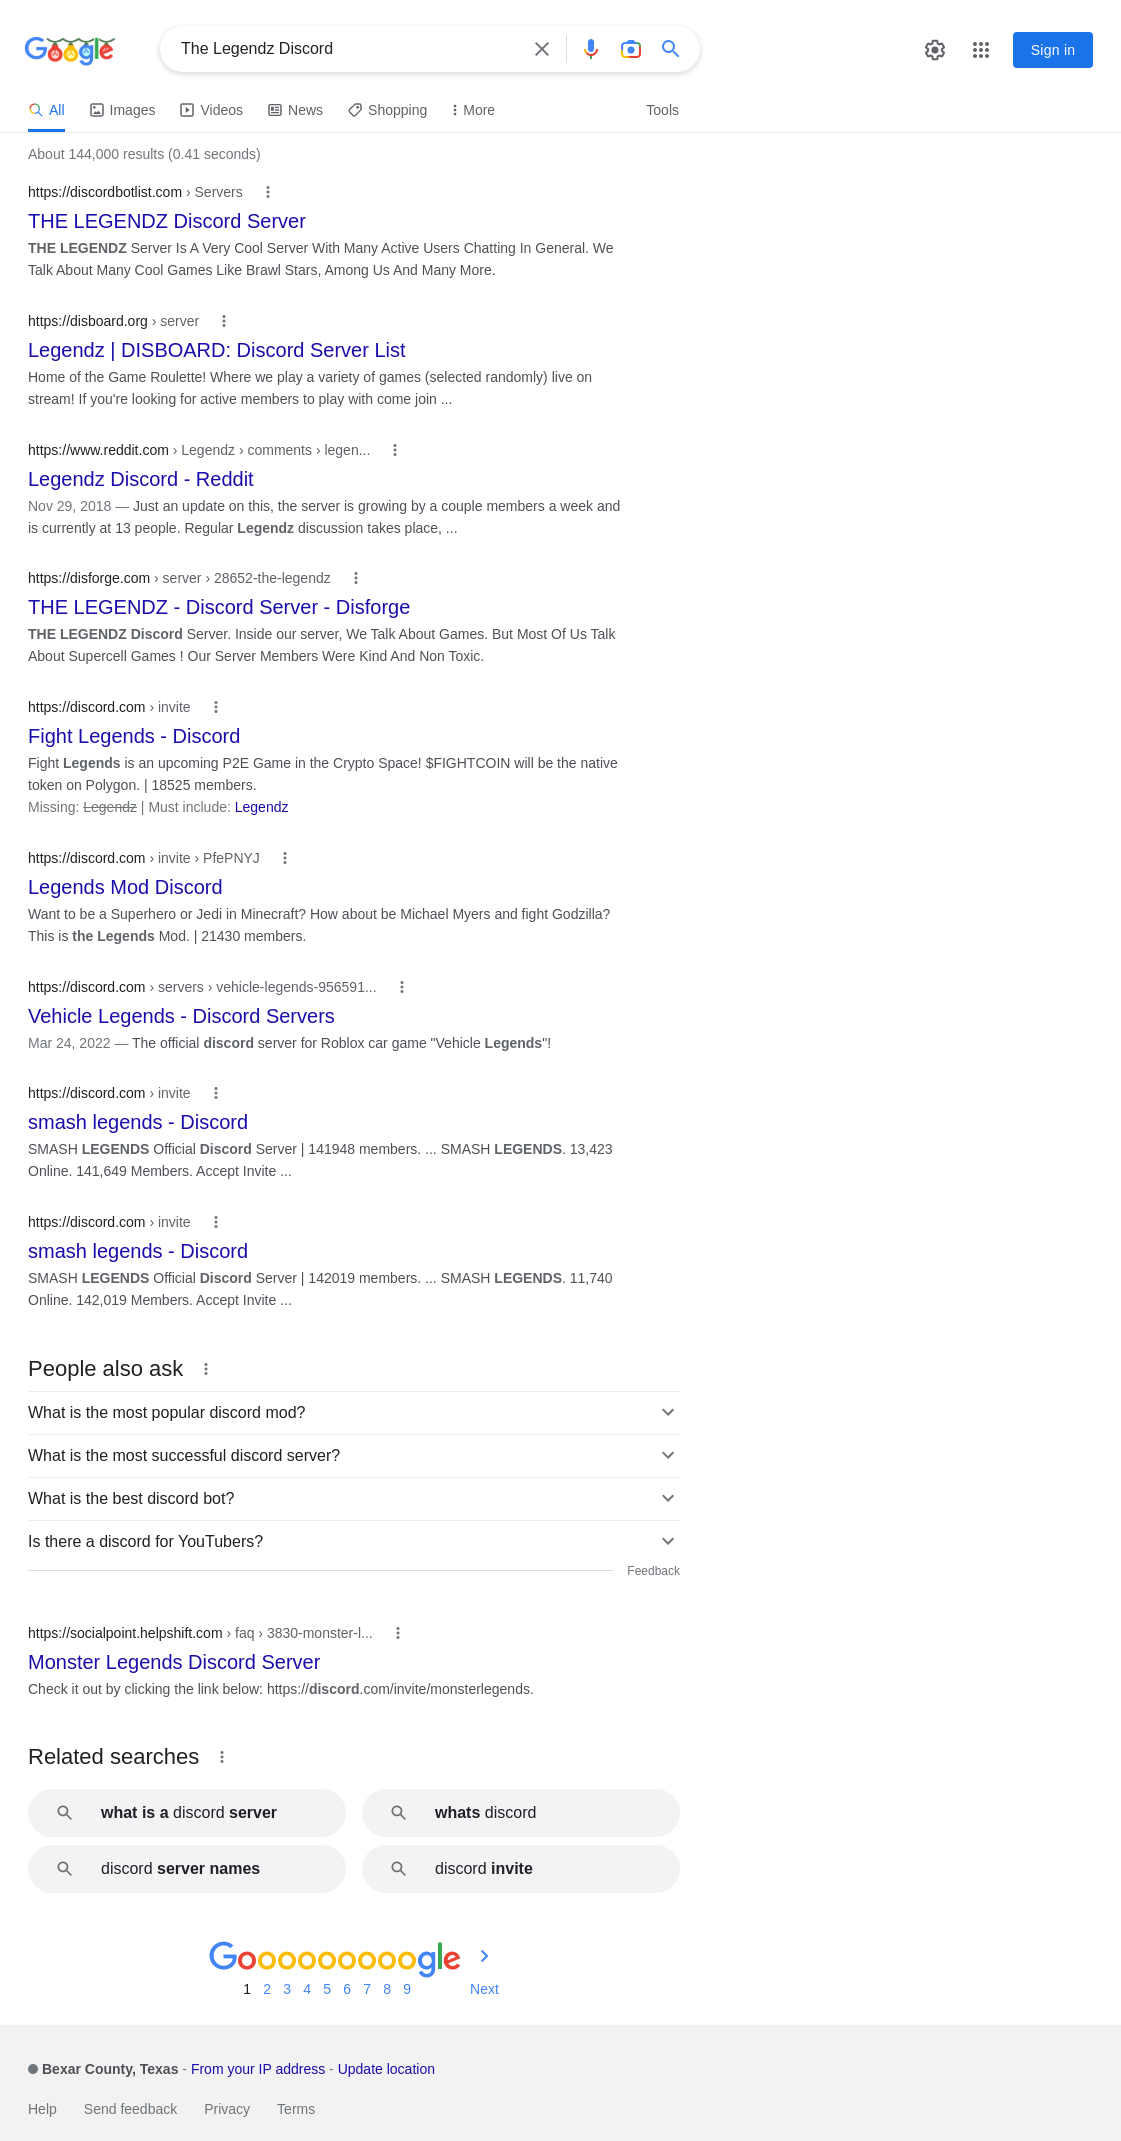 Google
The Legendz Discord
Sign in
All Images Videos News Shopping More Tools
About 144,000 results (0.41 seconds)
https://discordbotlist.com › Servers
THE LEGENDZ Discord Server
THE LEGENDZ Server Is A Very Cool Server With Many Active Users Chatting In General. We
Talk About Many Cool Games Like Brawl Stars, Among Us And Many More.
https://disboard.org › server
Legendz | DISBOARD: Discord Server List
Home of the Game Roulette! Where we play a variety of games (selected randomly) live on
stream! If you're looking for active members to play with come join ...
https://www.reddit.com › Legendz › comments › legen...
Legendz Discord - Reddit
Nov 29, 2018 — Just an update on this, the server is growing by a couple members a week and
is currently at 13 people. Regular Legendz discussion takes place, ...
https://disforge.com › server › 28652-the-legendz
THE LEGENDZ - Discord Server - Disforge
THE LEGENDZ Discord Server. Inside our server, We Talk About Games. But Most Of Us Talk
About Supercell Games ! Our Server Members Were Kind And Non Toxic.
https://discord.com › invite
Fight Legends - Discord
Fight Legends is an upcoming P2E Game in the Crypto Space! $FIGHTCOIN will be the native
token on Polygon. | 18525 members.
Missing: Legendz | Must include: Legendz
https://discord.com › invite › PfePNYJ
Legends Mod Discord
Want to be a Superhero or Jedi in Minecraft? How about be Michael Myers and fight Godzilla?
This is the Legends Mod. | 21430 members.
https://discord.com › servers › vehicle-legends-956591...
Vehicle Legends - Discord Servers
Mar 24, 2022 — The official discord server for Roblox car game "Vehicle Legends"!
https://discord.com › invite
smash legends - Discord
SMASH LEGENDS Official Discord Server | 141948 members. ... SMASH LEGENDS. 13,423
Online. 141,649 Members. Accept Invite ...
https://discord.com › invite
smash legends - Discord
SMASH LEGENDS Official Discord Server | 142019 members. ... SMASH LEGENDS. 11,740
Online. 142,019 Members. Accept Invite ...
People also ask
What is the most popular discord mod?
What is the most successful discord server?
What is the best discord bot?
Is there a discord for YouTubers?
Feedback
https://socialpoint.helpshift.com › faq › 3830-monster-l...
Monster Legends Discord Server
Check it out by clicking the link below: https://discord.com/invite/monsterlegends.
Related searches
what is a discord server
whats discord
discord server names
discord invite
Goooooooooogle
1 2 3 4 5 6 7 8 9 Next
Bexar County, Texas - From your IP address - Update location
Help Send feedback Privacy Terms